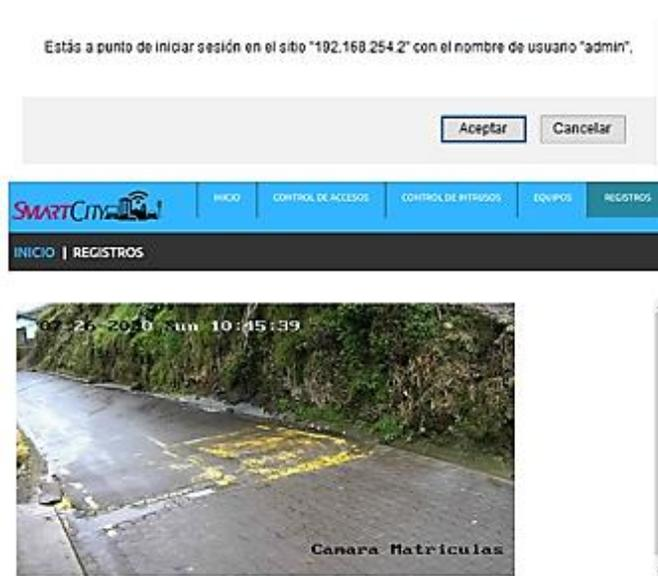 Estás a punto de iniciar sesión en el sitio "192.168.254.2" con el nombre de usuario "admin".
Aceptar Cancelar
SMARTCITY INICIO CONTROL DE ACCESOS CONTROL DE INTRUSOS EQUIPOS REGISTROS
INICIO | REGISTROS
Sun 10:45:39
Camara Matriculas